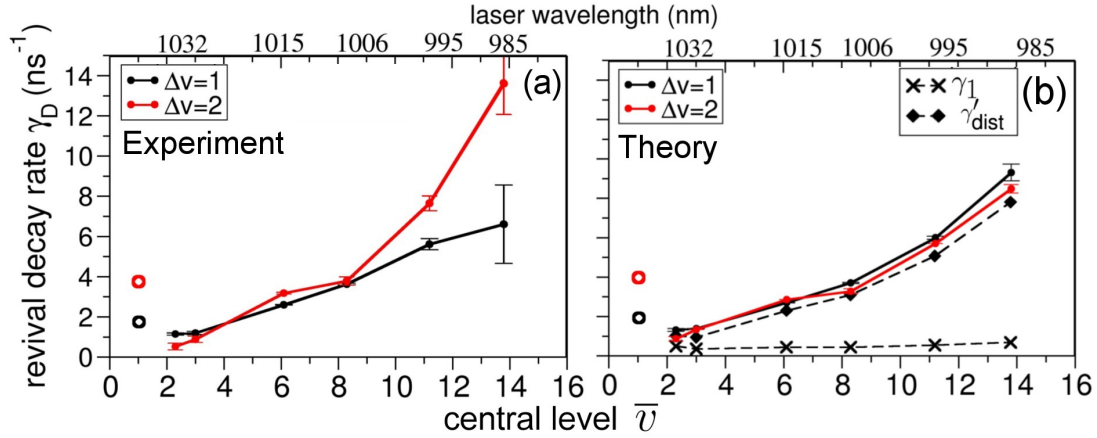 laser wavelength (nm)
1032 1015 1006 995 985
1032 1015 1006 995 985
14
12
10
8
6
4
2
0
revival decay rate γ_D (ns⁻¹)
Δv=1
Δv=2
(a)
Experiment
Δv=1
Δv=2
Theory
γ₁
γ′dist
(b)
0 2 4 6 8 10 12 14 16
0 2 4 6 8 10 12 14 16
central level v̅